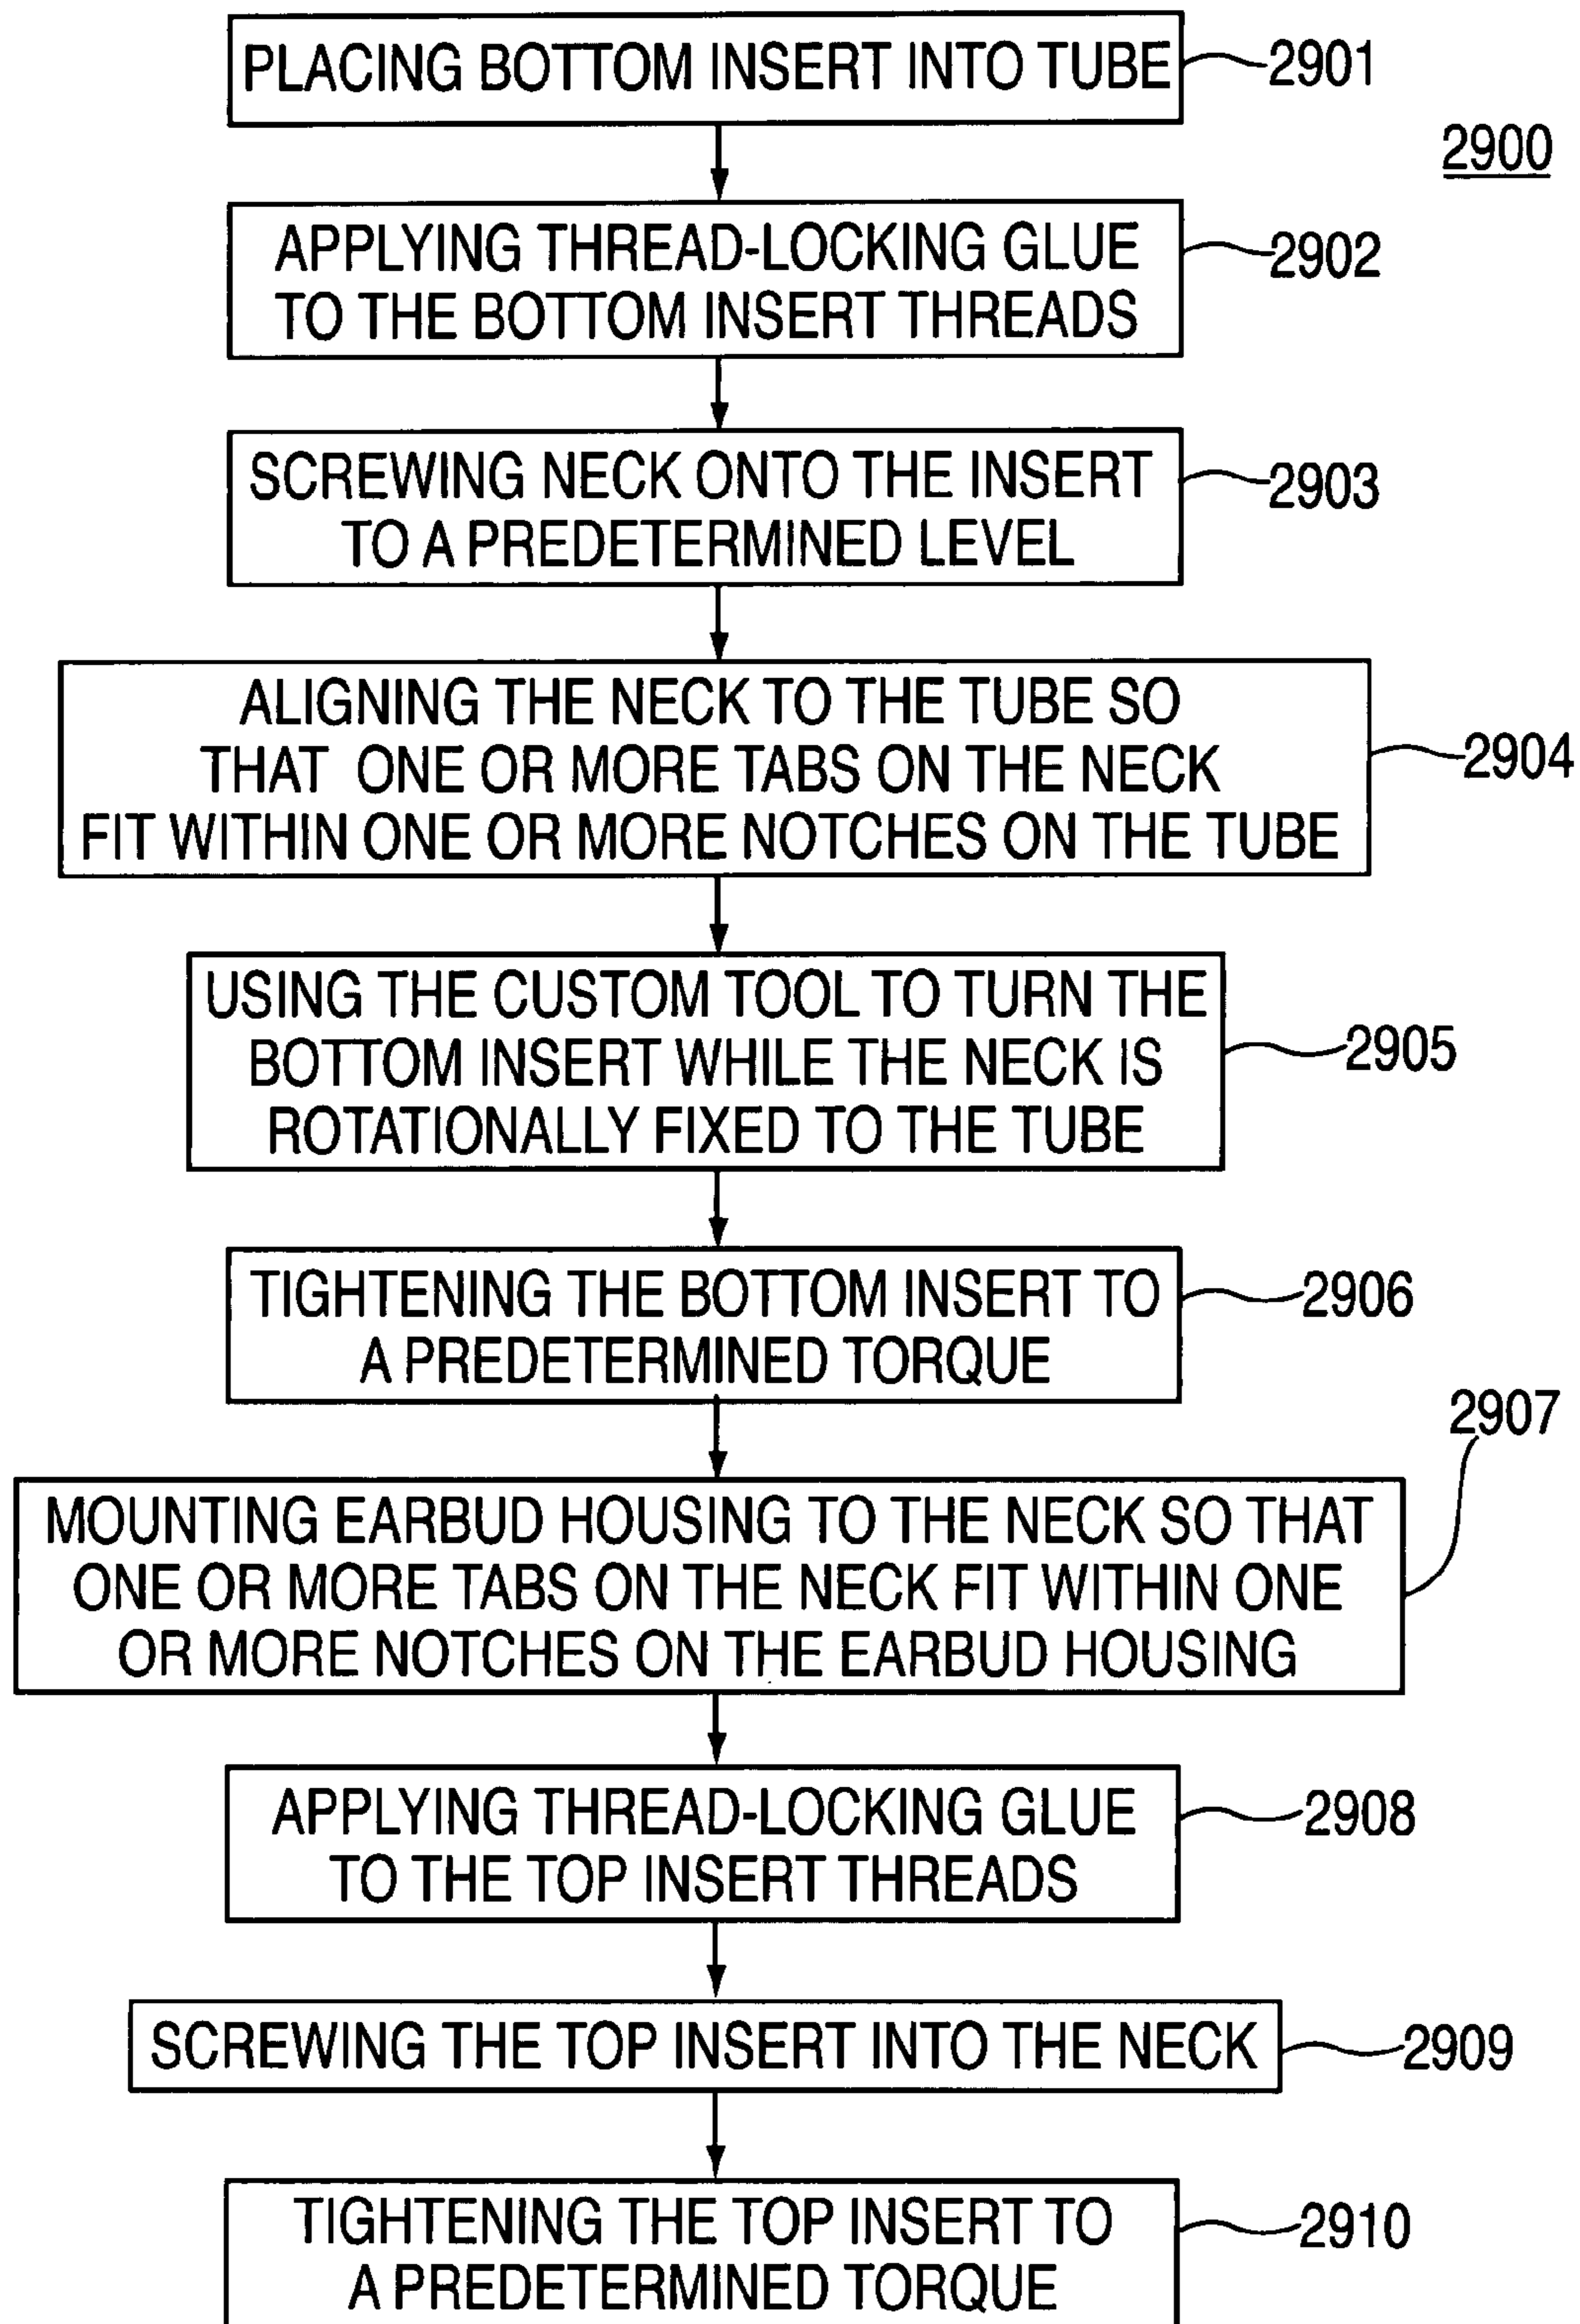 PLACING BOTTOM INSERT INTO TUBE
2901
2900
APPLYING THREAD-LOCKING GLUE
TO THE BOTTOM INSERT THREADS
2902
SCREWING NECK ONTO THE INSERT
TO A PREDETERMINED LEVEL
2903
ALIGNING THE NECK TO THE TUBE SO
THAT ONE OR MORE TABS ON THE NECK
FIT WITHIN ONE OR MORE NOTCHES ON THE TUBE
2904
USING THE CUSTOM TOOL TO TURN THE
BOTTOM INSERT WHILE THE NECK IS
ROTATIONALLY FIXED TO THE TUBE
2905
TIGHTENING THE BOTTOM INSERT TO
A PREDETERMINED TORQUE
2906
MOUNTING EARBUD HOUSING TO THE NECK SO THAT
ONE OR MORE TABS ON THE NECK FIT WITHIN ONE
OR MORE NOTCHES ON THE EARBUD HOUSING
2907
APPLYING THREAD-LOCKING GLUE
TO THE TOP INSERT THREADS
2908
SCREWING THE TOP INSERT INTO THE NECK
2909
TIGHTENING THE TOP INSERT TO
A PREDETERMINED TORQUE
2910